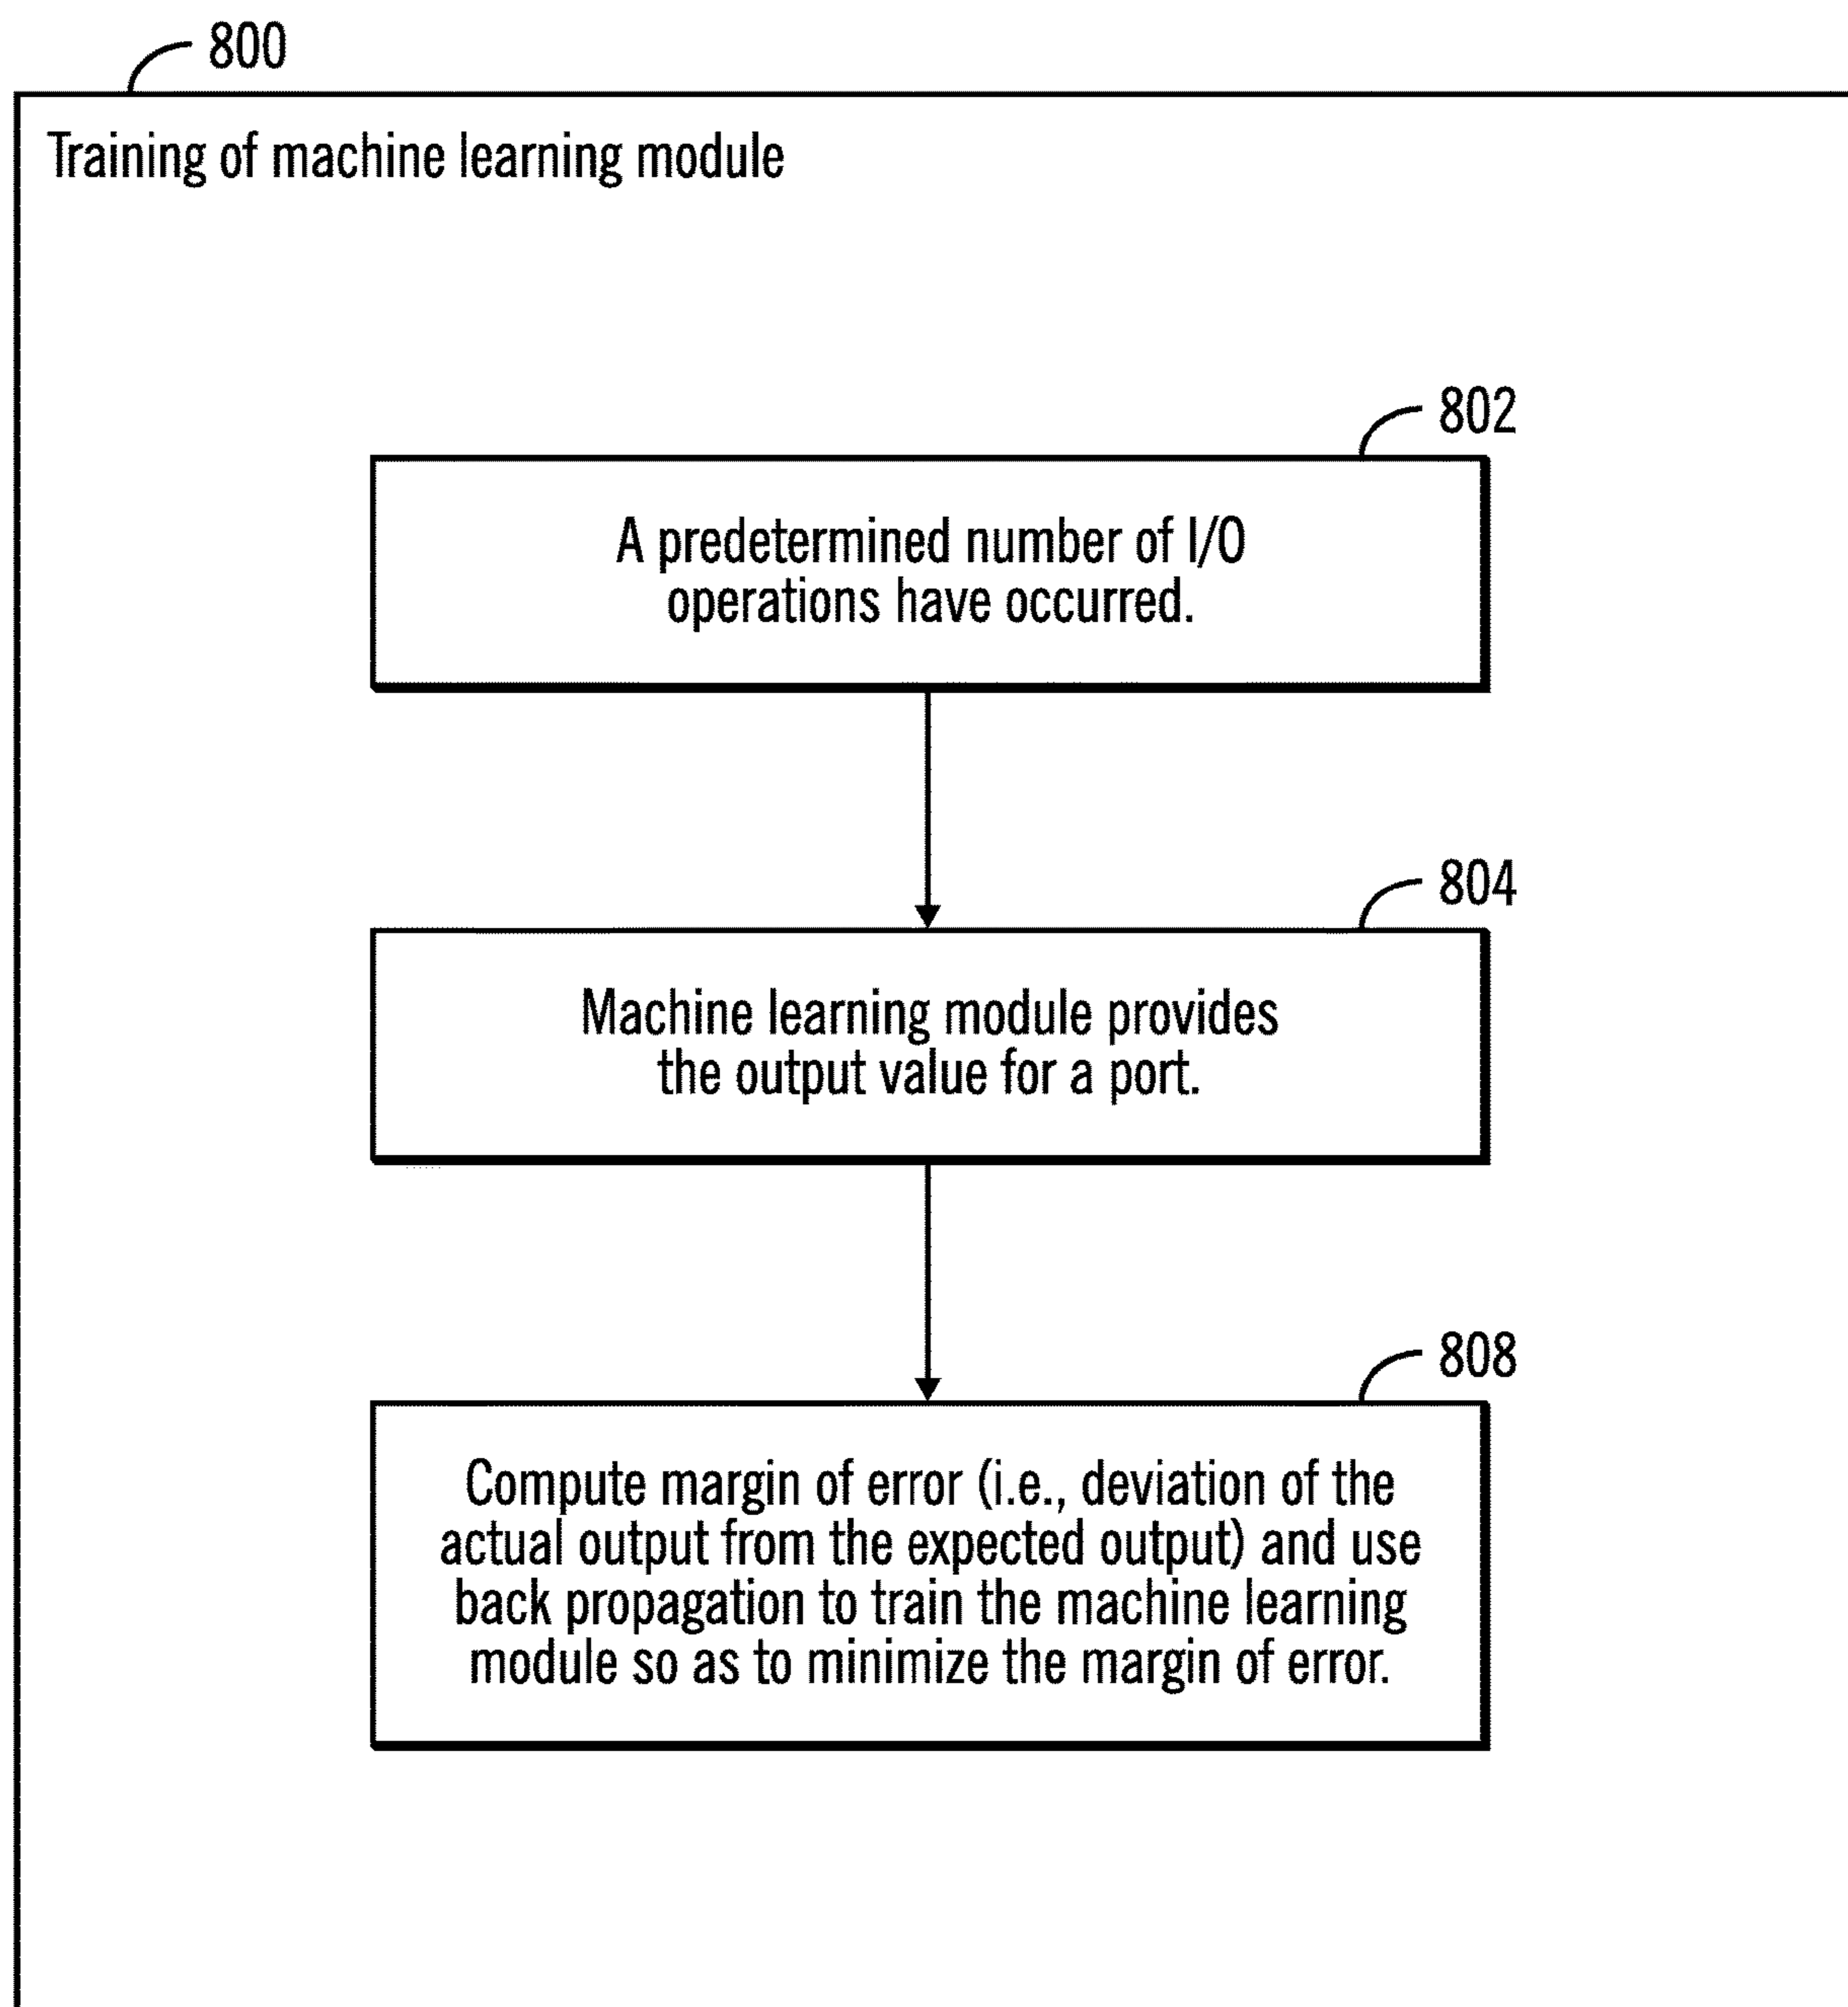 800
Training of machine learning module
802
A predetermined number of I/O
operations have occurred.
804
Machine learning module provides
the output value for a port.
808
Compute margin of error (i.e., deviation of the
actual output from the expected output) and use
back propagation to train the machine learning
module so as to minimize the margin of error.